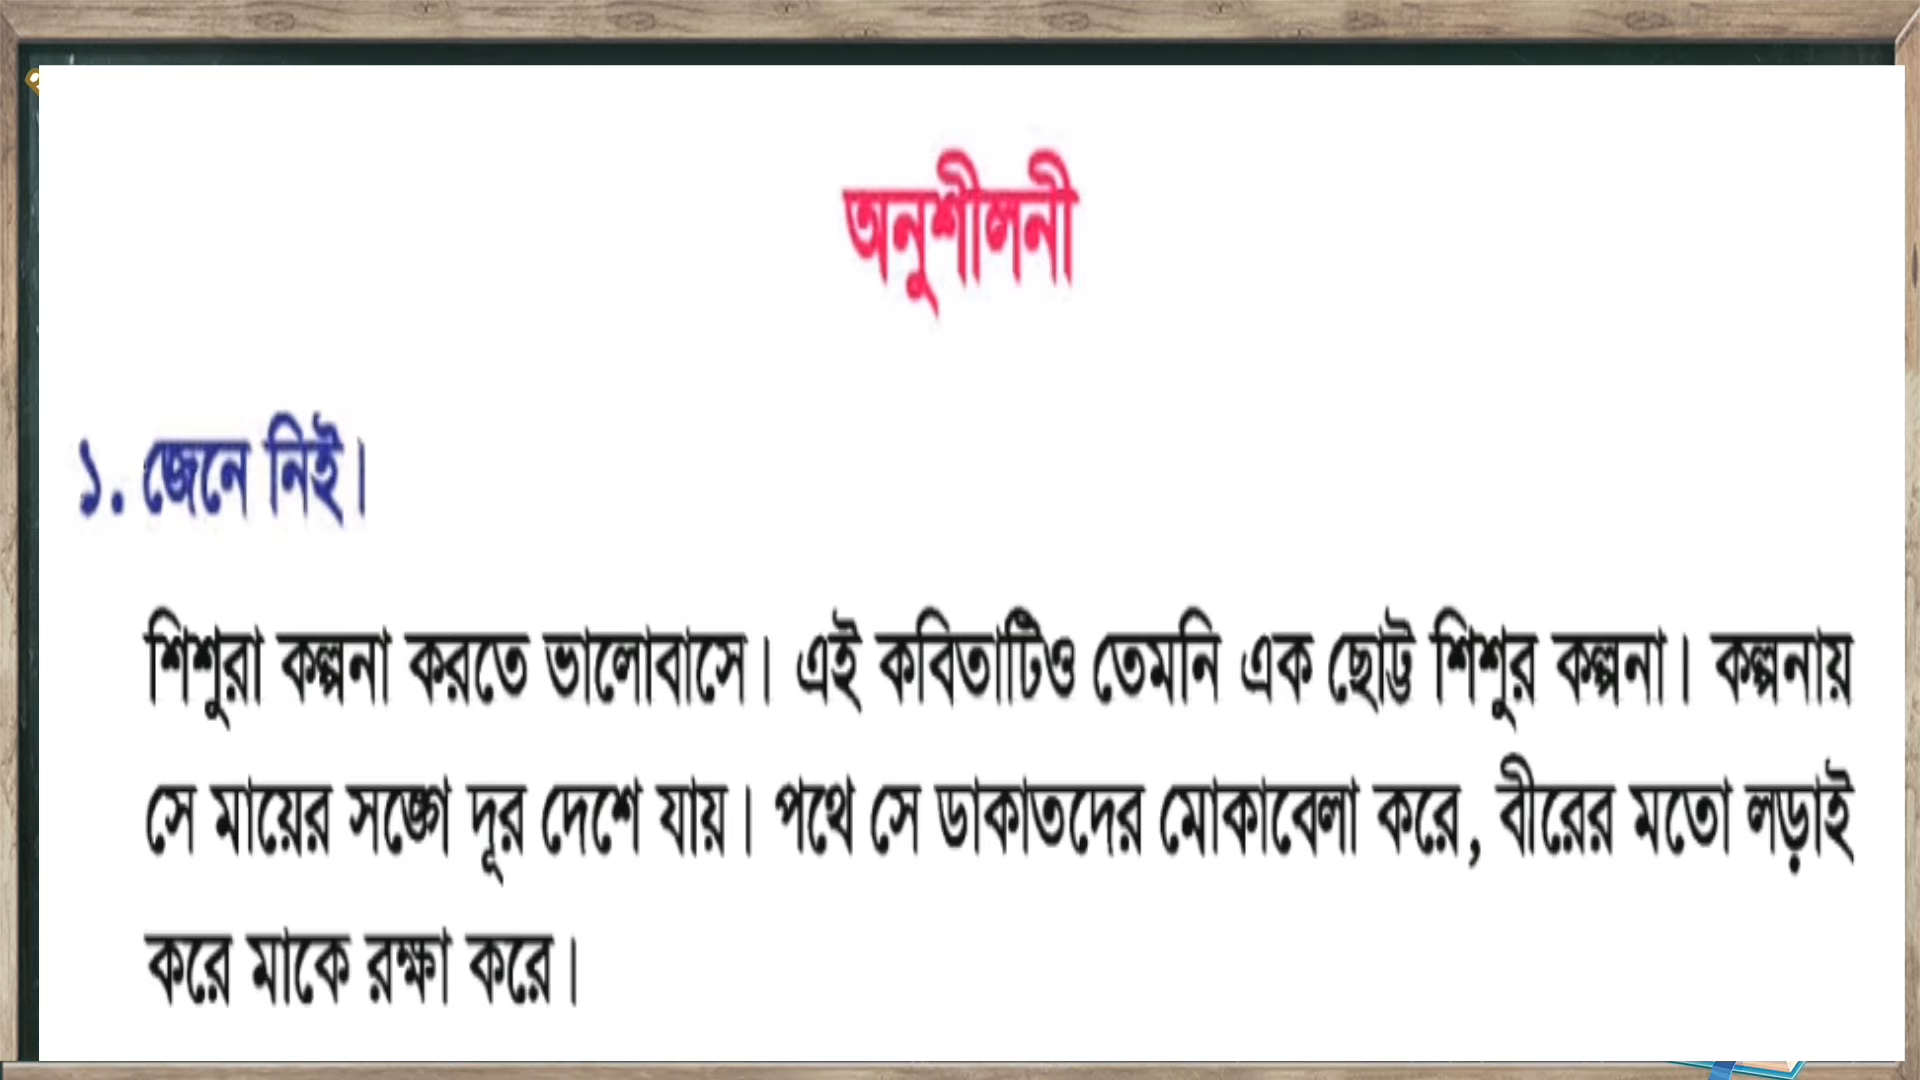 অনুশীলনী
১. জেনে নিই।
শিশুরা কল্পনা করতে ভালোবাসে। এই কবিতাটিও তেমনি এক ছোট্ট শিশুর কল্পনা। কল্পনায়
সে মায়ের সঙ্গে দূর দেশে যায়। পথে সে ডাকাতদের মোকাবেলা করে, বীরের মতো লড়াই
করে মাকে রক্ষা করে।